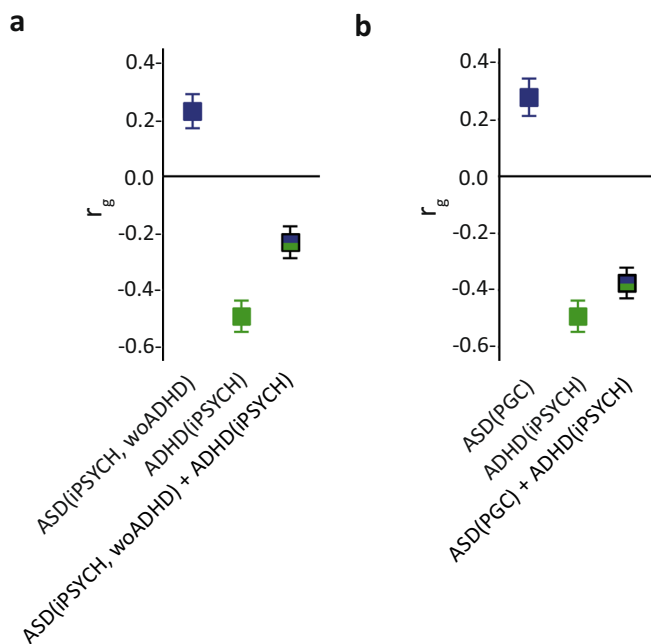 a
0.4-
0.2-
0.0
-0.2-
-0.4-
-0.6-
r g
ASD(iPSYCH, woADHD)
ADHD(iPSYCH)
ASD(iPSYCH, woADHD) + ADHD(iPSYCH)
b
0.4-
0.2-
0.0
-0.2-
-0.4-
-0.6-
r g
ASD(PGC)
ADHD(iPSYCH)
ASD(PGC) + ADHD(iPSYCH)